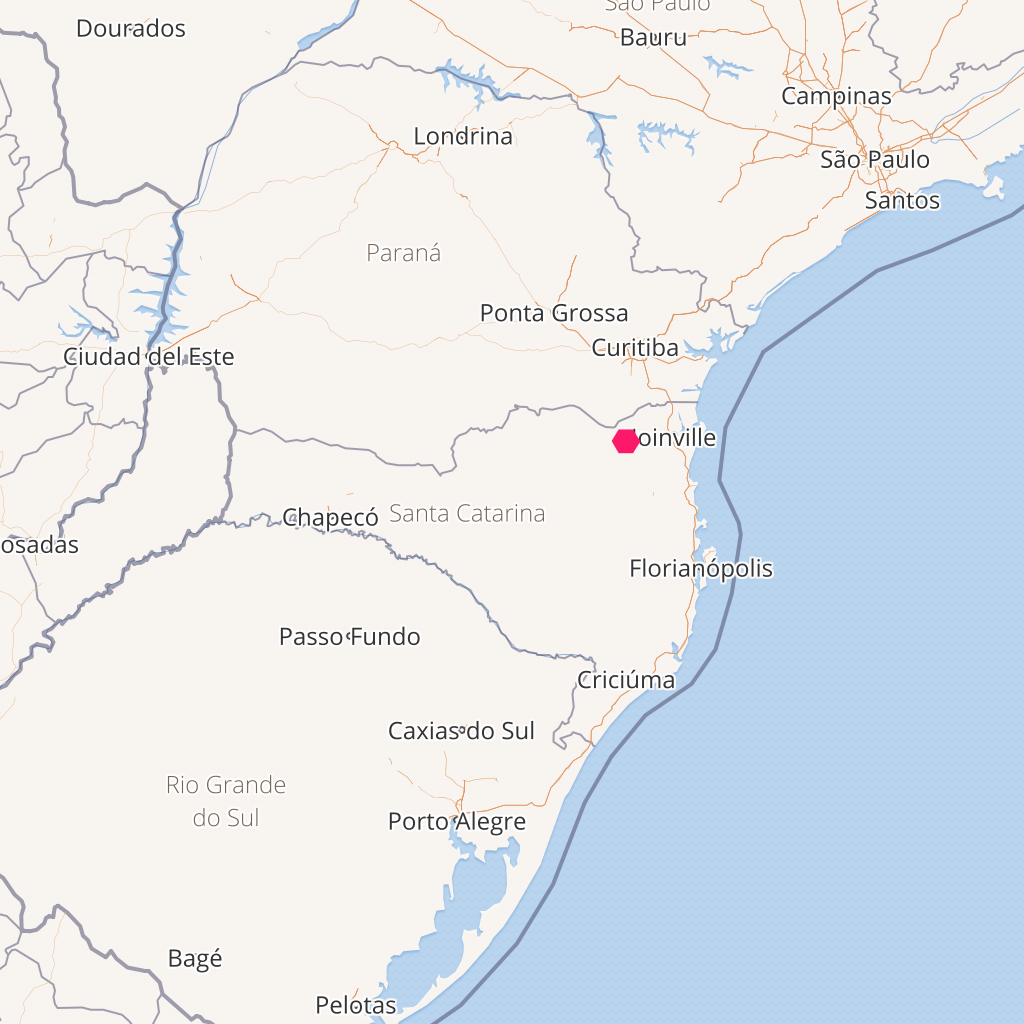 São Paulo
Dourados
Bauru
Campinas
Londrina
São Paulo
Santos
Paraná
Ponta Grossa
Curitiba
Ciudad del Este
oinville
Chapecó
Santa Catarina
osadas
Florianópolis
Passo Fundo
Criciúma
Caxias do Sul
Rio Grande
do Sul
Porto Alegre
Bagé
Pelotas